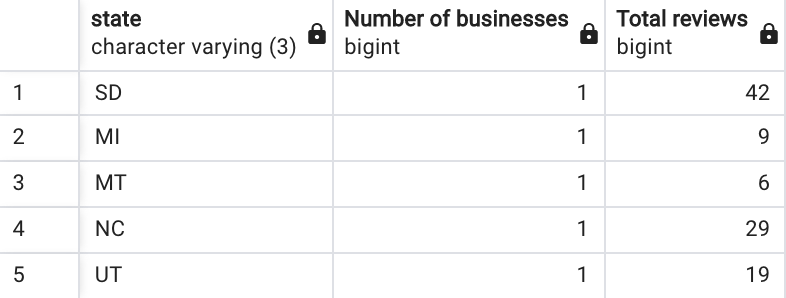 state Number of businesses Total reviews
character varying (3) bigint bigint
1 SD 1 42
2 MI 1 9
3 MT 1 6
4 NC 1 29
5 UT 1 19